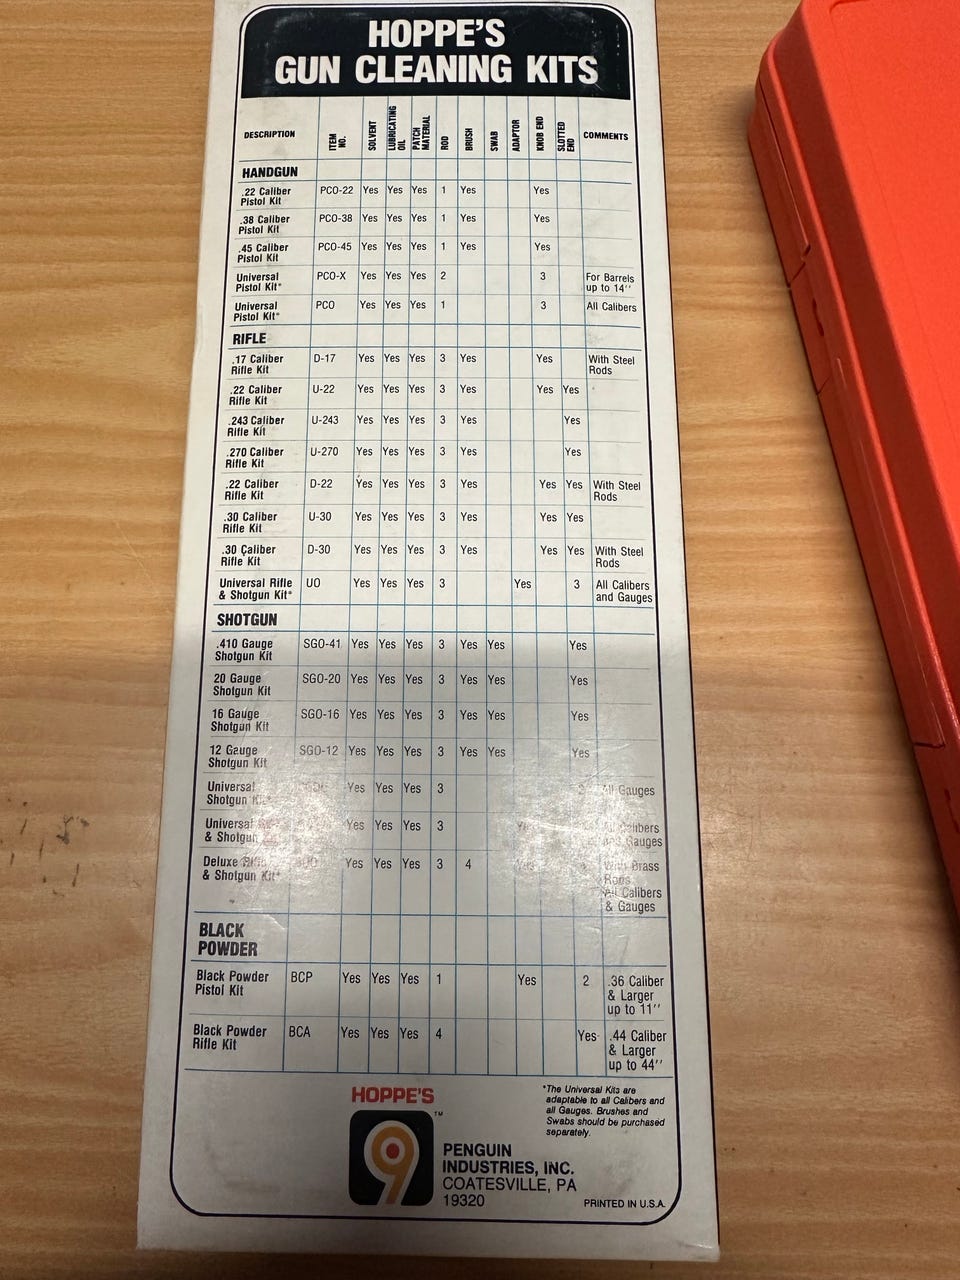 HOPPE'S
GUN CLEANING KITS
DESCRIPTION ITEM NO. SOLVENT LUBRICATING OIL PATCH MATERIAL ROD BRUSH SWAB ADAPTOR KNOB END SLOTTED END COMMENTS
HANDGUN
.22 Caliber PCO-22 Yes Yes Yes 1 Yes Yes
Pistol Kit
.38 Caliber PCO-38 Yes Yes Yes 1 Yes Yes
Pistol Kit
.45 Caliber PCO-45 Yes Yes Yes 1 Yes Yes
Pistol Kit
Universal PCO-X Yes Yes Yes 2 3 For Barrels
Pistol Kit* up to 14''
Universal PCO Yes Yes Yes 1 3 All Calibers
Pistol Kit*
RIFLE
.17 Caliber D-17 Yes Yes Yes 3 Yes Yes With Steel
Rifle Kit Rods
.22 Caliber U-22 Yes Yes Yes 3 Yes Yes Yes
Rifle Kit
.243 Caliber U-243 Yes Yes Yes 3 Yes Yes
Rifle Kit
.270 Caliber U-270 Yes Yes Yes 3 Yes Yes
Rifle Kit
.22 Caliber D-22 Yes Yes Yes 3 Yes Yes Yes With Steel
Rifle Kit Rods
.30 Caliber U-30 Yes Yes Yes 3 Yes Yes Yes
Rifle Kit
.30 Caliber D-30 Yes Yes Yes 3 Yes Yes Yes With Steel
Rifle Kit Rods
Universal Rifle UO Yes Yes Yes 3 Yes 3 All Calibers
& Shotgun Kit* and Gauges
SHOTGUN
.410 Gauge SGO-41 Yes Yes Yes 3 Yes Yes Yes
Shotgun Kit
20 Gauge SGO-20 Yes Yes Yes 3 Yes Yes Yes
Shotgun Kit
16 Gauge SGO-16 Yes Yes Yes 3 Yes Yes Yes
Shotgun Kit
12 Gauge SGO-12 Yes Yes Yes 3 Yes Yes Yes
Shotgun Kit
Universal Yes Yes Yes 3 All Gauges
Shotgun Kit*
Universal Yes Yes Yes 3 Yes All Calibers
& Shotgun and Gauges
Deluxe Rifle Yes Yes Yes 3 4 Yes With Brass
& Shotgun Kit* Rods
All Calibers
& Gauges
BLACK
POWDER
Black Powder BCP Yes Yes Yes 1 Yes 2 .36 Caliber
Pistol Kit & Larger
up to 11''
Black Powder BCA Yes Yes Yes 4 Yes .44 Caliber
Rifle Kit & Larger
up to 44''
HOPPE'S
9
TM
*The Universal Kits are
adaptable to all Calibers and
all Gauges. Brushes and
Swabs should be purchased
separately.
PENGUIN
INDUSTRIES, INC.
COATESVILLE, PA
19320
PRINTED IN U.S.A.